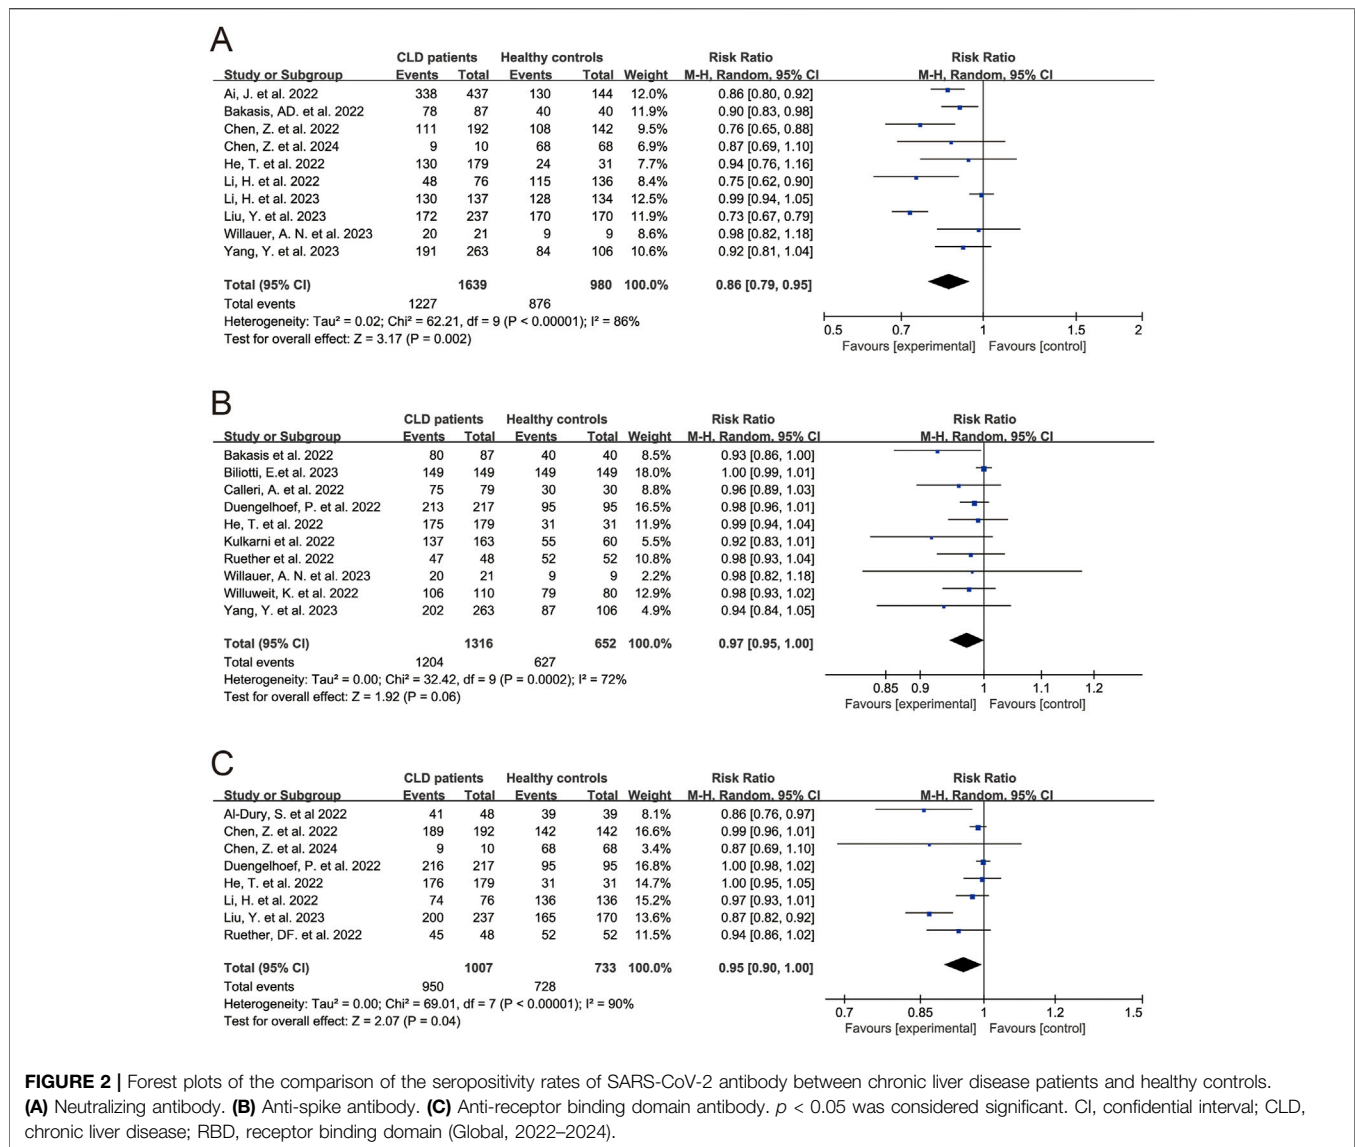 A
CLD patients Healthy controls Risk Ratio Risk Ratio
Study or Subgroup Events Total Events Total Weight M-H, Random, 95% CI M-H, Random, 95% CI
Ai, J. et al. 2022 338 437 130 144 12.0% 0.86 [0.80, 0.92]
Bakasis, AD. et al. 2022 78 87 40 40 11.9% 0.90 [0.83, 0.98]
Chen, Z. et al. 2022 111 192 108 142 9.5% 0.76 [0.65, 0.88]
Chen, Z. et al. 2024 9 10 68 68 6.9% 0.87 [0.69, 1.10]
He, T. et al. 2022 130 179 24 31 7.7% 0.94 [0.76, 1.16]
Li, H. et al. 2022 48 76 115 136 8.4% 0.75 [0.62, 0.90]
Li, H. et al. 2023 130 137 128 134 12.5% 0.99 [0.94, 1.05]
Liu, Y. et al. 2023 172 237 170 170 11.9% 0.73 [0.67, 0.79]
Willauer, A. N. et al. 2023 20 21 9 9 8.6% 0.98 [0.82, 1.18]
Yang, Y. et al. 2023 191 263 84 106 10.6% 0.92 [0.81, 1.04]
Total (95% CI) 1639 980 100.0% 0.86 [0.79, 0.95]
Total events 1227 876
Heterogeneity: Tau² = 0.02; Chi² = 62.21, df = 9 (P < 0.00001); I² = 86%
Test for overall effect: Z = 3.17 (P = 0.002)
0.5 0.7 1 1.5 2
Favours [experimental] Favours [control]
B
CLD patients Healthy controls Risk Ratio Risk Ratio
Study or Subgroup Events Total Events Total Weight M-H, Random, 95% CI M-H, Random, 95% CI
Bakasis et al. 2022 80 87 40 40 8.5% 0.93 [0.86, 1.00]
Biliotti, E.et al. 2023 149 149 149 149 18.0% 1.00 [0.99, 1.01]
Calleri, A. et al. 2022 75 79 30 30 8.8% 0.96 [0.89, 1.03]
Duengelhoef, P. et al. 2022 213 217 95 95 16.5% 0.98 [0.96, 1.01]
He, T. et al. 2022 175 179 31 31 11.9% 0.99 [0.94, 1.04]
Kulkarni et al. 2022 137 163 55 60 5.5% 0.92 [0.83, 1.01]
Ruether et al. 2022 47 48 52 52 10.8% 0.98 [0.93, 1.04]
Willauer, A. N. et al. 2023 20 21 9 9 2.2% 0.98 [0.82, 1.18]
Willuweit, K. et al. 2022 106 110 79 80 12.9% 0.98 [0.93, 1.02]
Yang, Y. et al. 2023 202 263 87 106 4.9% 0.94 [0.84, 1.05]
Total (95% CI) 1316 652 100.0% 0.97 [0.95, 1.00]
Total events 1204 627
Heterogeneity: Tau² = 0.00; Chi² = 32.42, df = 9 (P = 0.0002); I² = 72%
Test for overall effect: Z = 1.92 (P = 0.06)
0.85 0.9 1 1.1 1.2
Favours [experimental] Favours [control]
C
CLD patients Healthy controls Risk Ratio Risk Ratio
Study or Subgroup Events Total Events Total Weight M-H, Random, 95% CI M-H, Random, 95% CI
Al-Dury, S. et al 2022 41 48 39 39 8.1% 0.86 [0.76, 0.97]
Chen, Z. et al. 2022 189 192 142 142 16.6% 0.99 [0.96, 1.01]
Chen, Z. et al. 2024 9 10 68 68 3.4% 0.87 [0.69, 1.10]
Duengelhoef, P. et al. 2022 216 217 95 95 16.8% 1.00 [0.98, 1.02]
He, T. et al. 2022 176 179 31 31 14.7% 1.00 [0.95, 1.05]
Li, H. et al. 2022 74 76 136 136 15.2% 0.97 [0.93, 1.01]
Liu, Y. et al. 2023 200 237 165 170 13.6% 0.87 [0.82, 0.92]
Ruether, DF. et al. 2022 45 48 52 52 11.5% 0.94 [0.86, 1.02]
Total (95% CI) 1007 733 100.0% 0.95 [0.90, 1.00]
Total events 950 728
Heterogeneity: Tau² = 0.00; Chi² = 69.01, df = 7 (P < 0.00001); I² = 90%
Test for overall effect: Z = 2.07 (P = 0.04)
0.7 0.85 1 1.2 1.5
Favours [experimental] Favours [control]
FIGURE 2 | Forest plots of the comparison of the seropositivity rates of SARS-CoV-2 antibody between chronic liver disease patients and healthy controls.
(A) Neutralizing antibody. (B) Anti-spike antibody. (C) Anti-receptor binding domain antibody. p < 0.05 was considered significant. CI, confidential interval; CLD,
chronic liver disease; RBD, receptor binding domain (Global, 2022–2024).